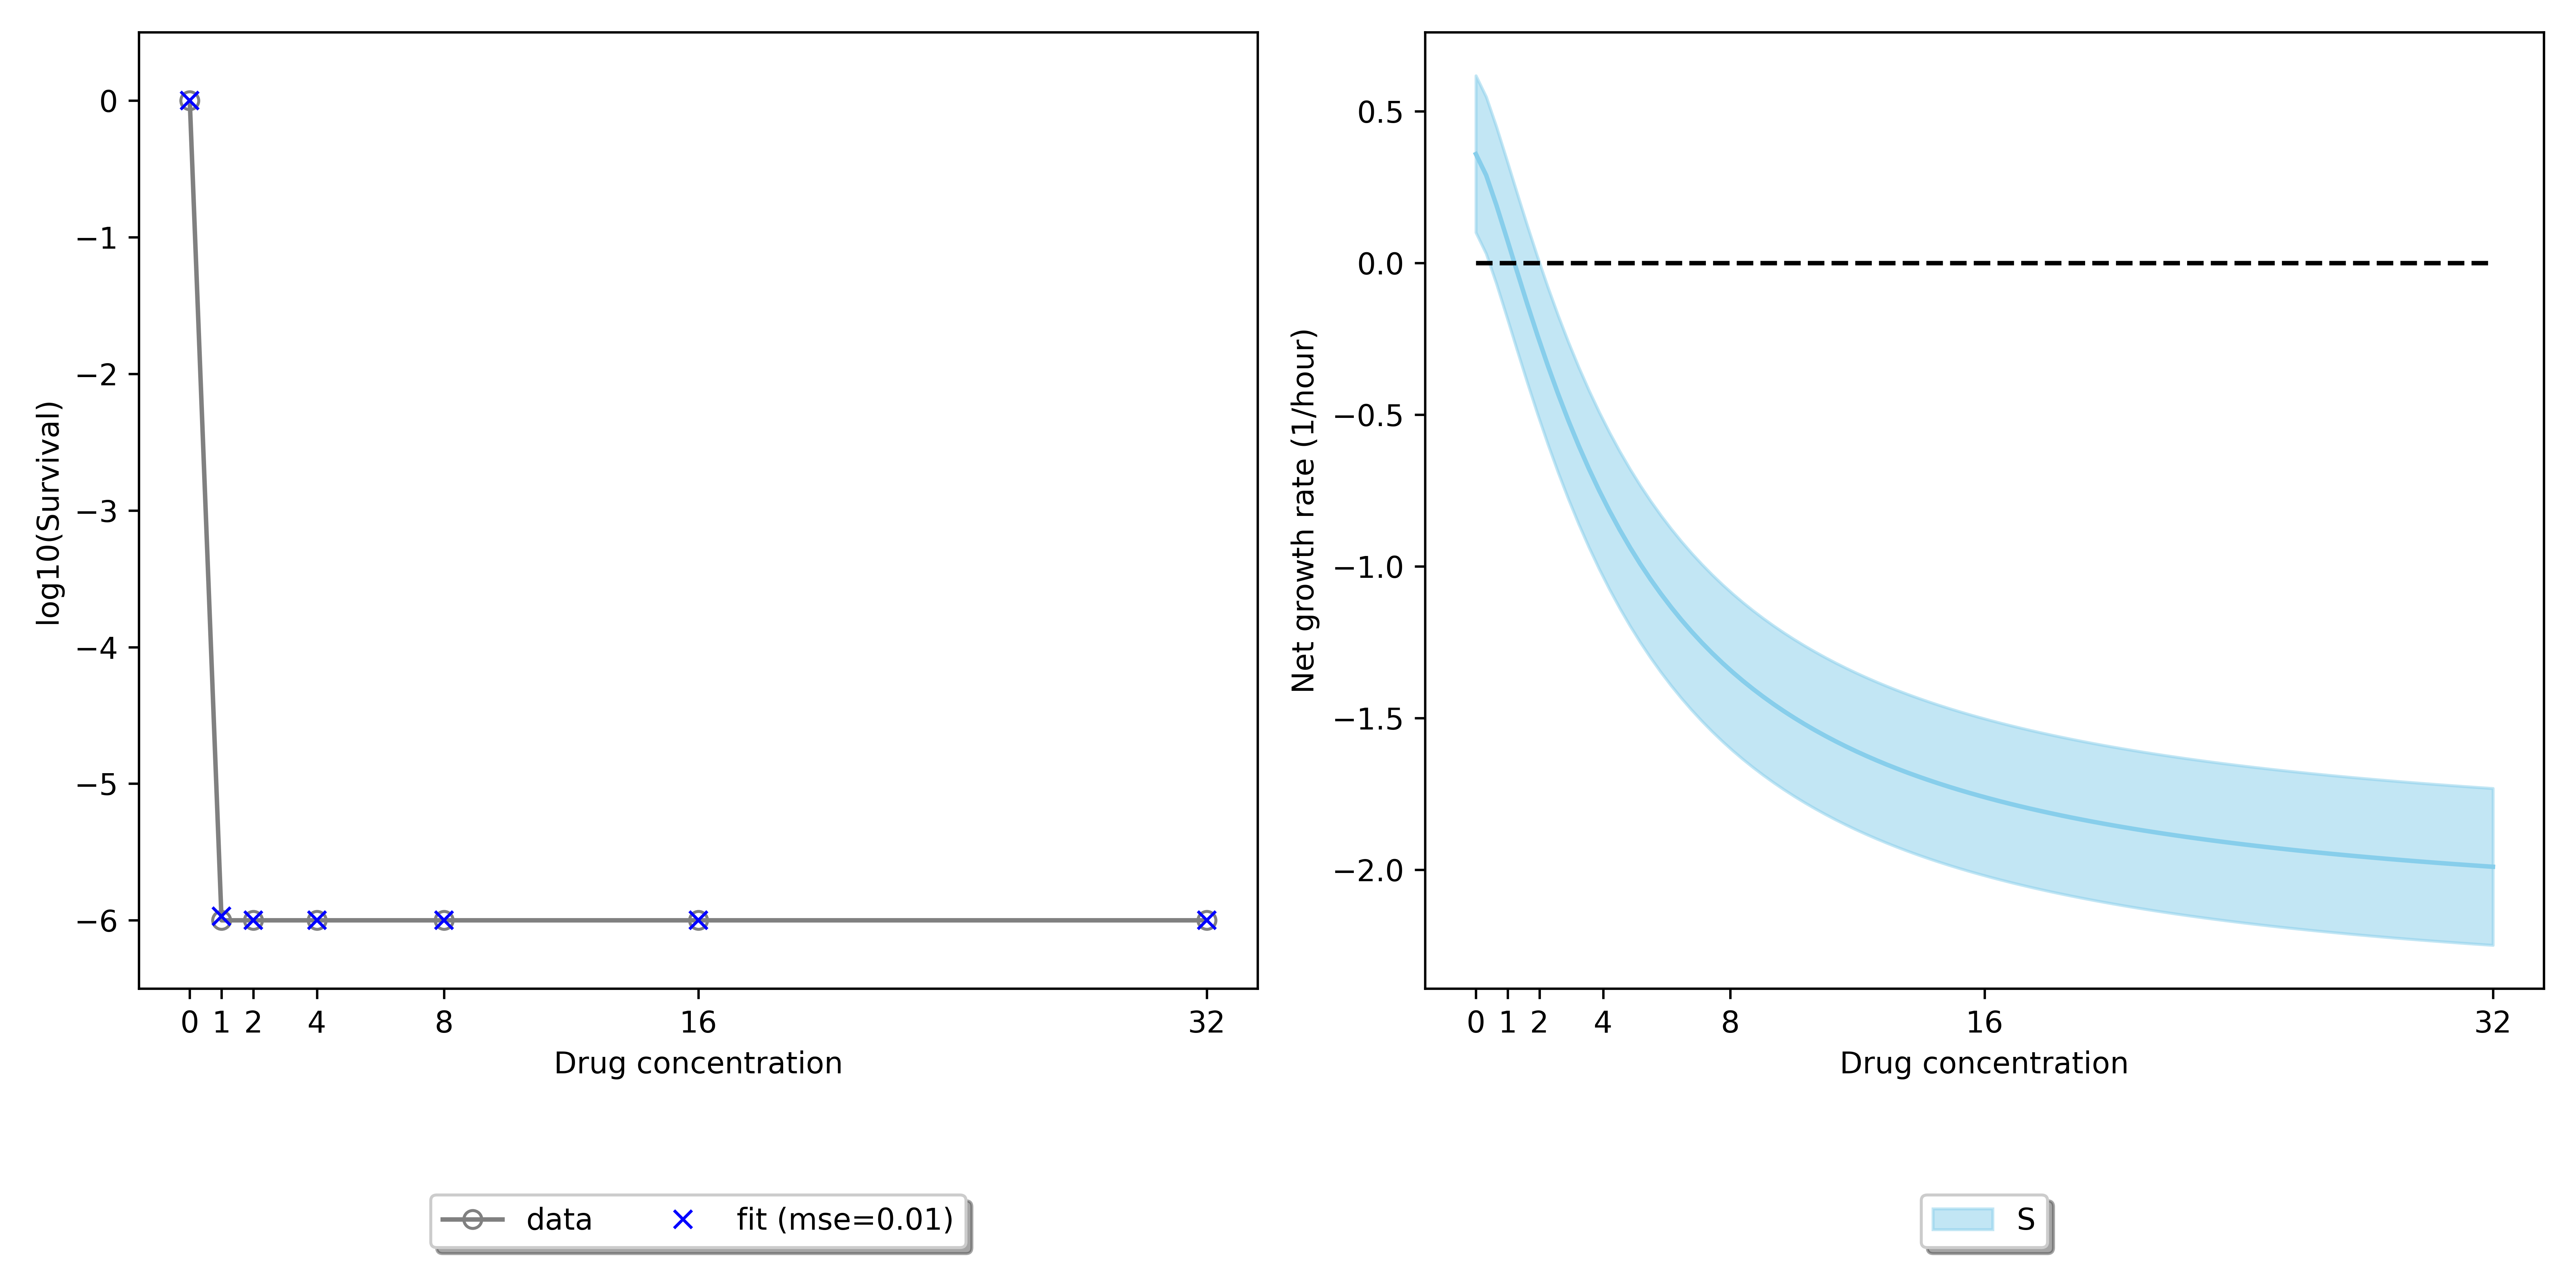 log10(Survival)
0
−1
−2
−3
−4
−5
−6
0 1 2 4 8 16 32
Drug concentration
data fit (mse=0.01)
Net growth rate (1/hour)
0.5
0.0
−0.5
−1.0
−1.5
−2.0
0 1 2 4 8 16 32
Drug concentration
S